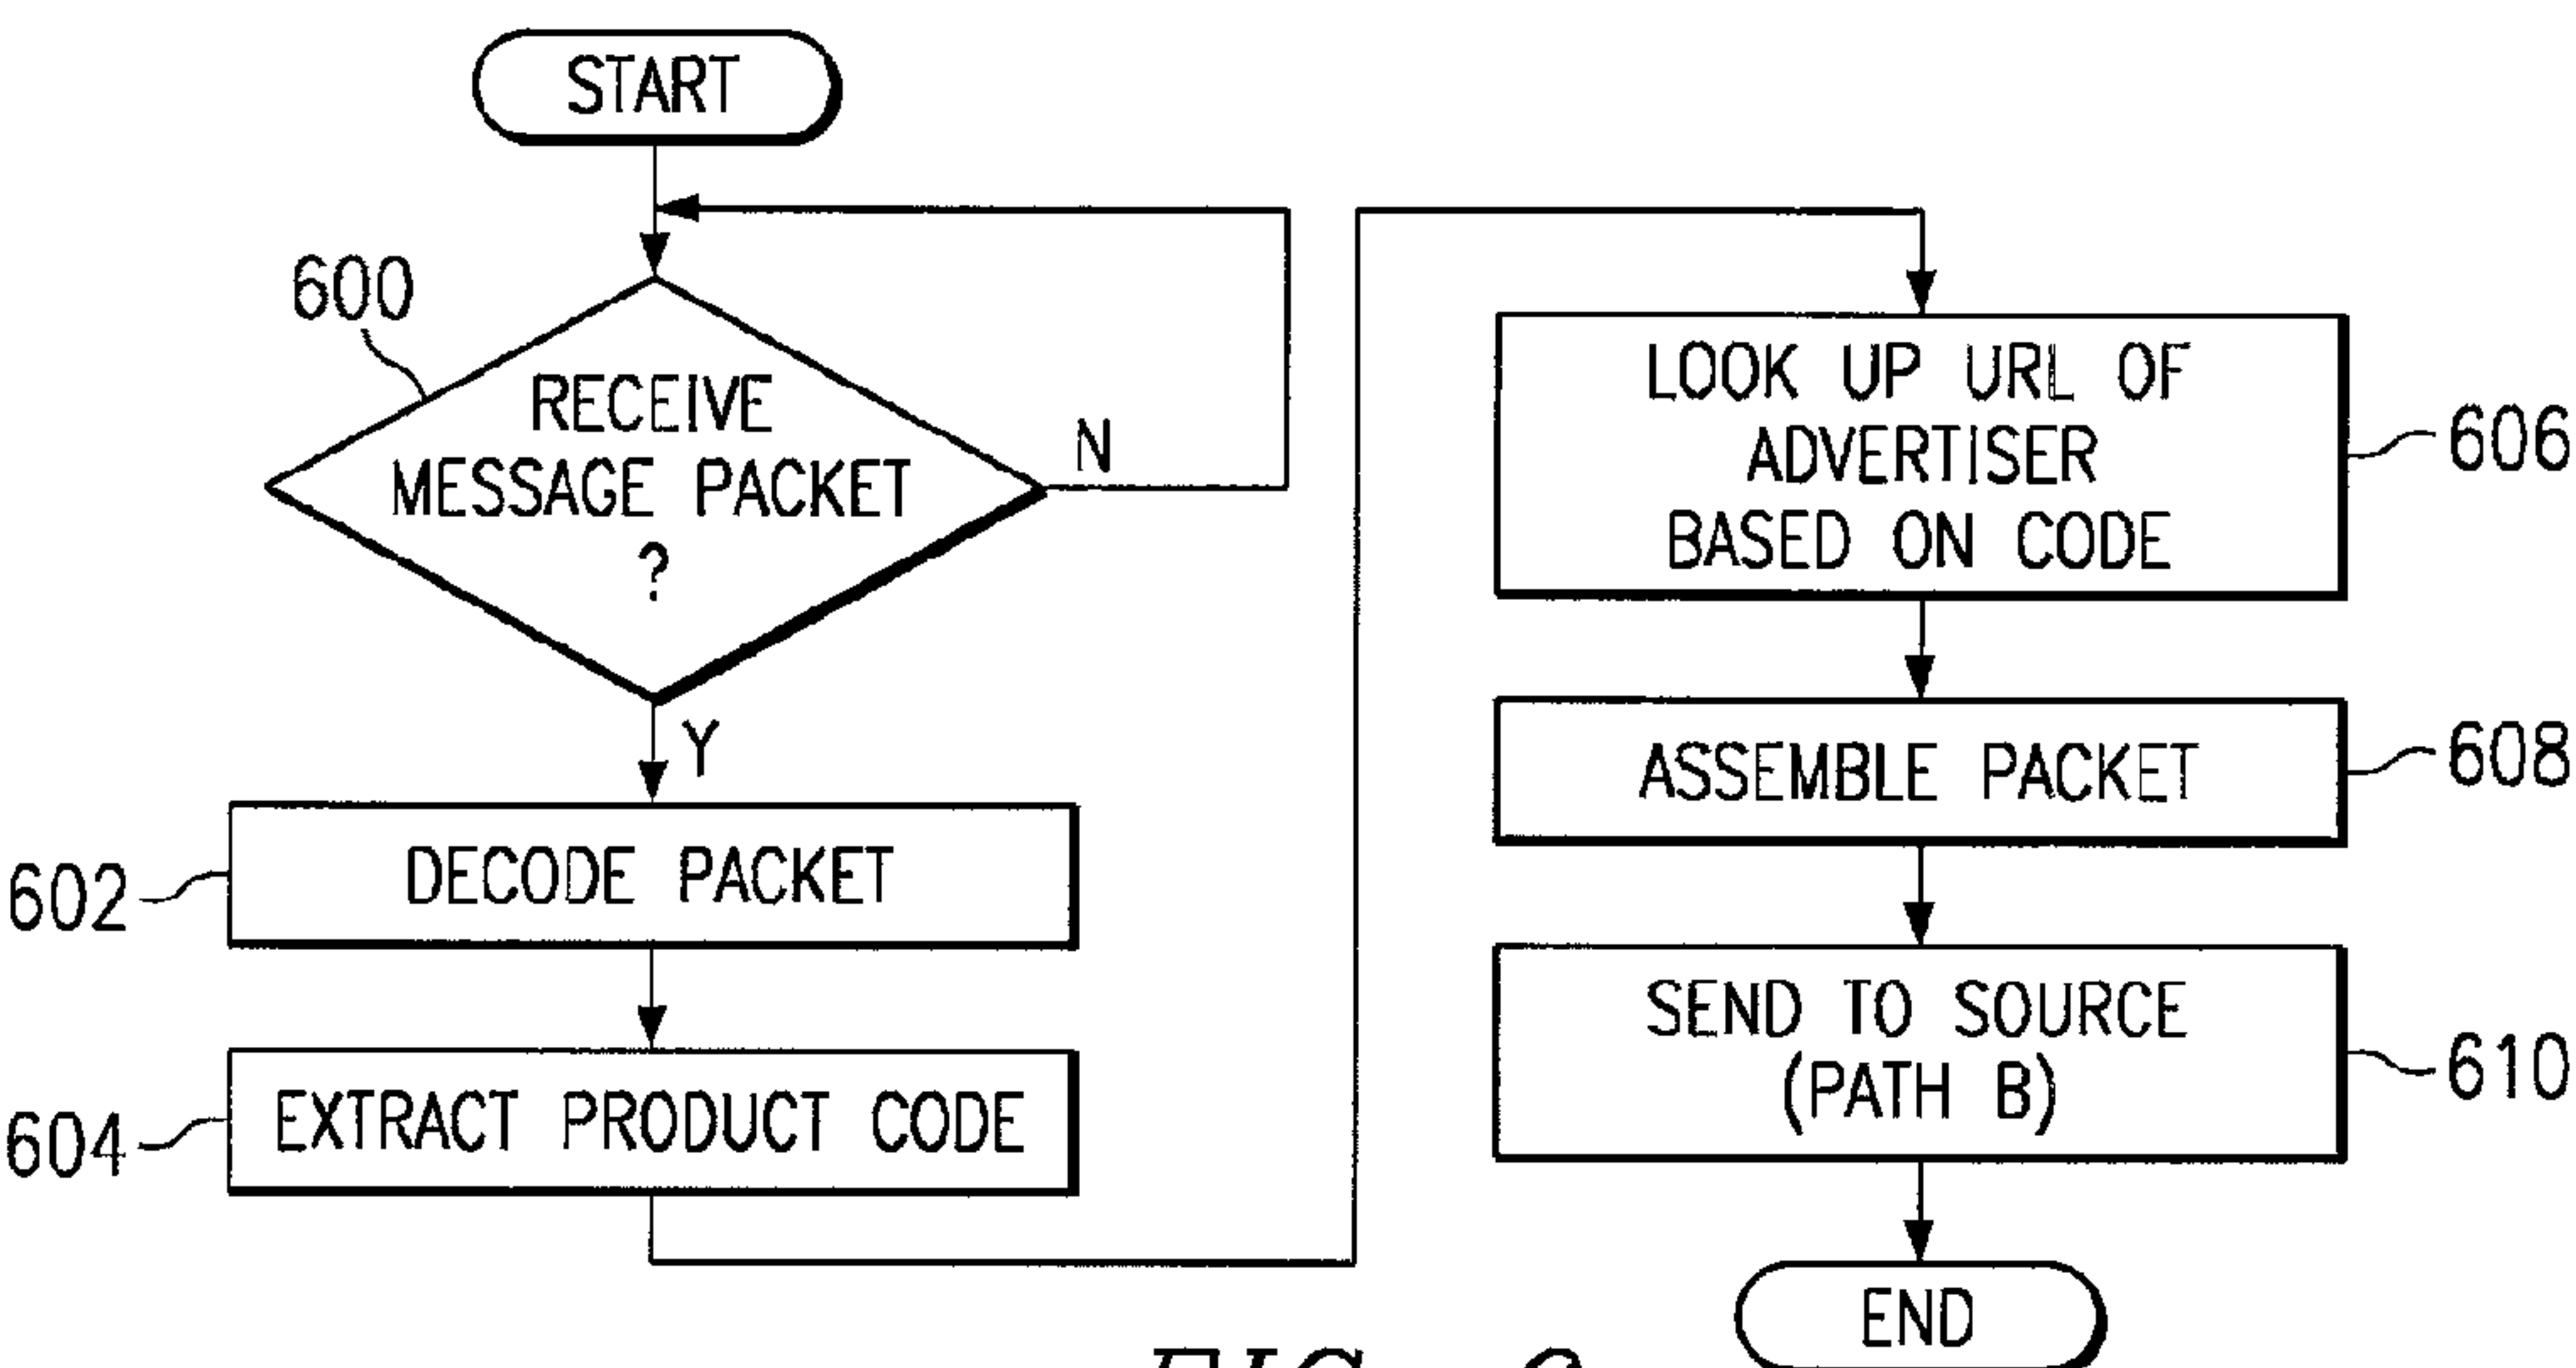 START
600
RECEIVE
MESSAGE PACKET
?
N
Y
602
DECODE PACKET
604
EXTRACT PRODUCT CODE
LOOK UP URL OF
ADVERTISER
BASED ON CODE
606
ASSEMBLE PACKET
608
SEND TO SOURCE
(PATH B)
610
END